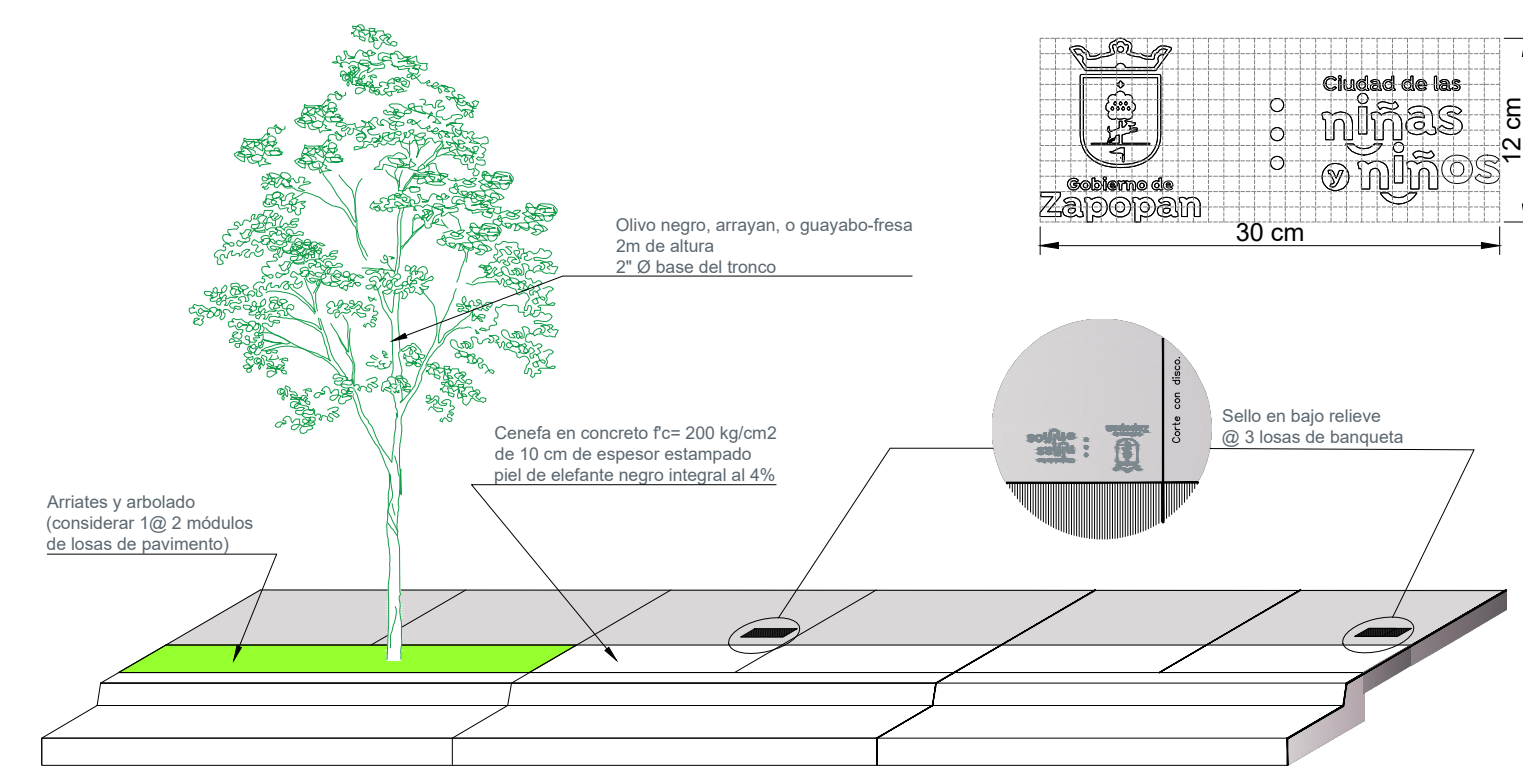 Ciudad de las
niñas
y niños
Gobierno de
Zapopan
12 cm
30 cm
Olivo negro, arrayan, o guayabo-fresa
2m de altura
2" Ø base del tronco
Corte con disco.
Sello en bajo relieve
@ 3 losas de banqueta
Cenefa en concreto f'c= 200 kg/cm2
de 10 cm de espesor estampado
piel de elefante negro integral al 4%
Arriates y arbolado
(considerar 1@ 2 módulos
de losas de pavimento)